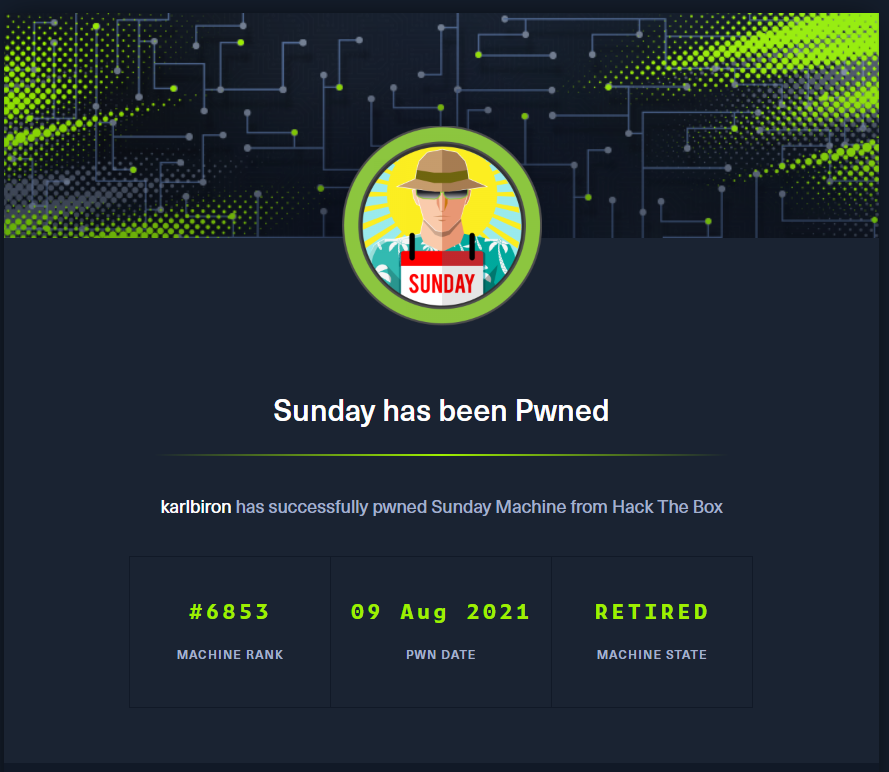 SUNDAY
Sunday has been Pwned
karlbiron has successfully pwned Sunday Machine from Hack The Box
#6853
09 Aug 2021
RETIRED
MACHINE RANK
PWN DATE
MACHINE STATE